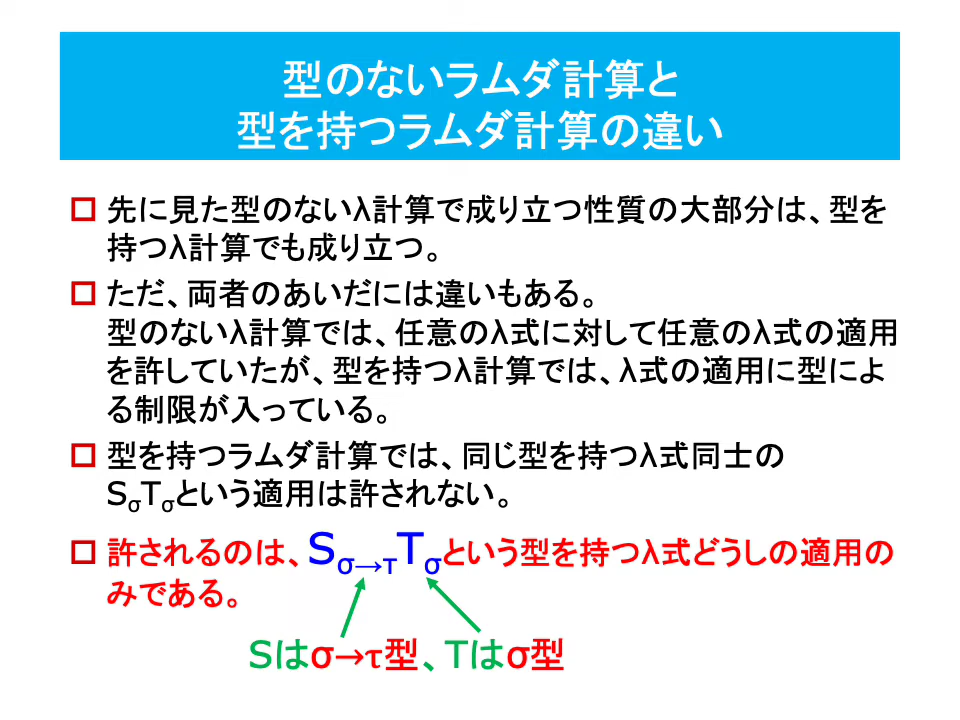 型のないラムダ計算と
型を持つラムダ計算の違い
先に見た型のないλ計算で成り立つ性質の大部分は、型を
持つλ計算でも成り立つ。
ただ、両者のあいだには違いもある。
型のないλ計算では、任意のλ式に対して任意のλ式の適用
を許していたが、型を持つλ計算では、λ式の適用に型によ
る制限が入っている。
型を持つラムダ計算では、同じ型を持つλ式同士の
SσTσという適用は許されない。
許されるのは、Sσ→τTσという型を持つλ式どうしの適用の
みである。
Sはσ→τ型、Tはσ型